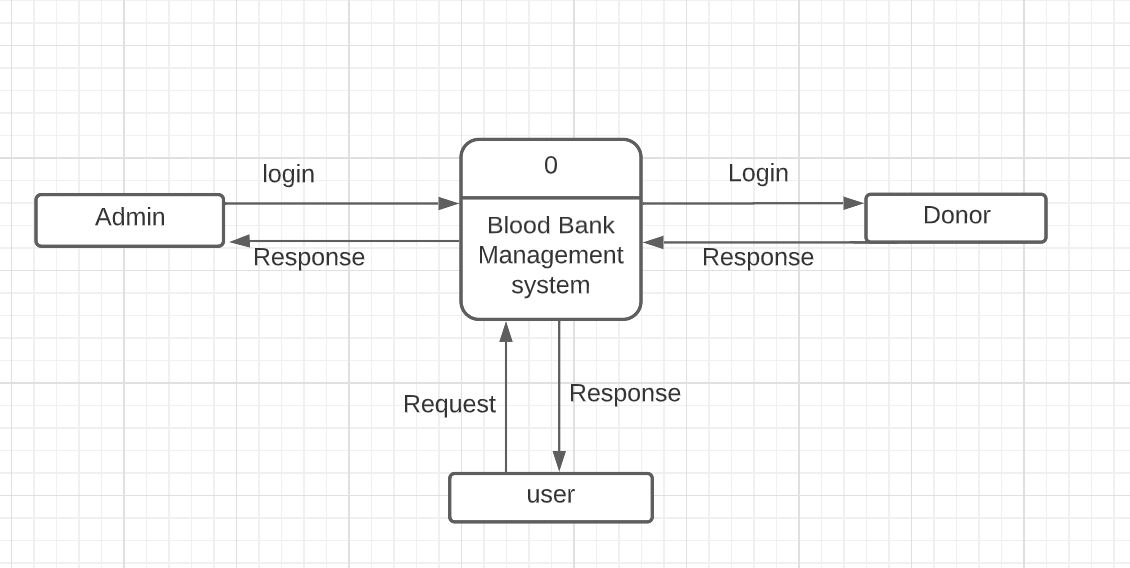 0
login
Login
Admin
Donor
Blood Bank
Management
system
Response
Response
Request
Response
user